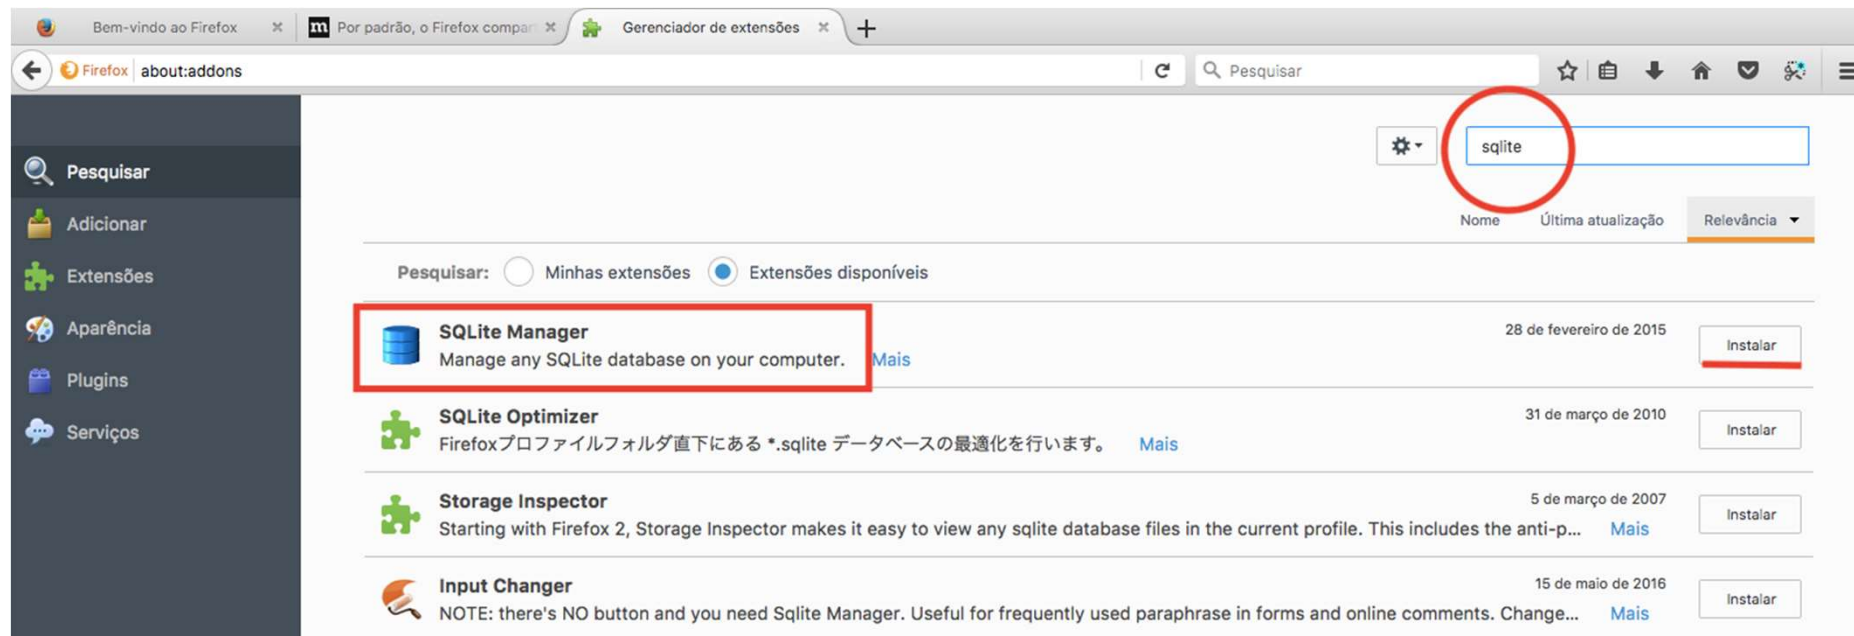 Bem-vindo ao Firefox
Por padrão, o Firefox compar
Gerenciador de extensões
Firefox about:addons
Pesquisar
sqlite
Pesquisar
Adicionar
Extensões
Aparência
Plugins
Serviços
Nome Última atualização Relevância
Pesquisar: Minhas extensões Extensões disponíveis
SQLite Manager
28 de fevereiro de 2015
Manage any SQLite database on your computer. Mais
Instalar
SQLite Optimizer
31 de março de 2010
Firefoxプロファイルフォルダ直下にある *.sqlite データベースの最適化を行います。 Mais
Instalar
Storage Inspector
5 de março de 2007
Starting with Firefox 2, Storage Inspector makes it easy to view any sqlite database files in the current profile. This includes the anti-p... Mais
Instalar
Input Changer
15 de maio de 2016
NOTE: there's NO button and you need Sqlite Manager. Useful for frequently used paraphrase in forms and online comments. Change... Mais
Instalar